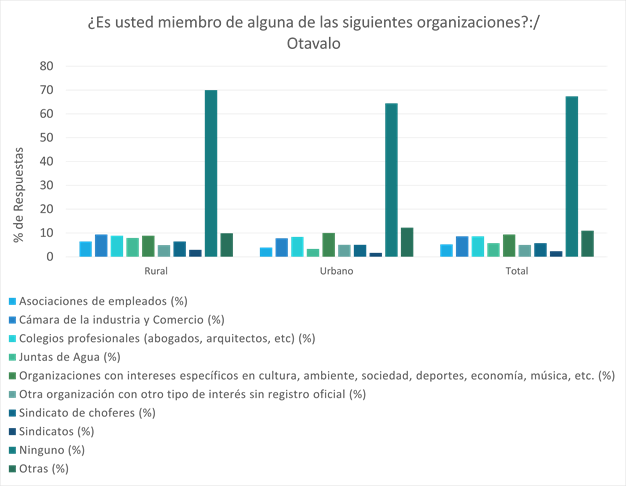 ¿Es usted miembro de alguna de las siguientes organizaciones?:/
Otavalo
80
70
60
50
40
30
20
10
0
% de Respuestas
Rural
Urbano
Total
Asociaciones de empleados (%)
Cámara de la industria y Comercio (%)
Colegios profesionales (abogados, arquitectos, etc) (%)
Juntas de Agua (%)
Organizaciones con intereses específicos en cultura, ambiente, sociedad, deportes, economía, música, etc. (%)
Otra organización con otro tipo de interés sin registro oficial (%)
Sindicato de choferes (%)
Sindicatos (%)
Ninguno (%)
Otras (%)